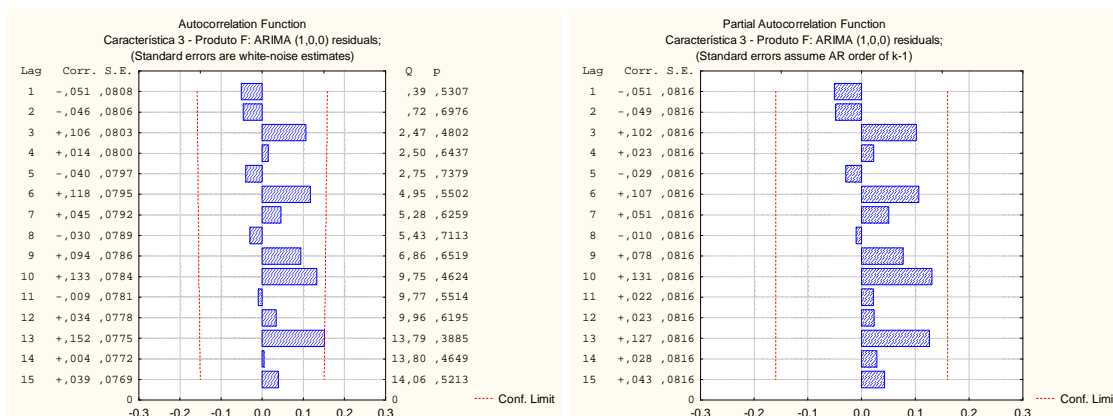 Autocorrelation Function
Característica 3 - Produto F: ARIMA (1,0,0) residuals;
(Standard errors are white-noise estimates)
Lag Corr. S.E. Q p
1 -,051 ,0808 ,39 ,5307
2 -,046 ,0806 ,72 ,6976
3 +,106 ,0803 2,47 ,4802
4 +,014 ,0800 2,50 ,6437
5 -,040 ,0797 2,75 ,7379
6 +,118 ,0795 4,95 ,5502
7 +,045 ,0792 5,28 ,6259
8 -,030 ,0789 5,43 ,7113
9 +,094 ,0786 6,86 ,6519
10 +,133 ,0784 9,75 ,4624
11 -,009 ,0781 9,77 ,5514
12 +,034 ,0778 9,96 ,6195
13 +,152 ,0775 13,79 ,3885
14 +,004 ,0772 13,80 ,4649
15 +,039 ,0769 14,06 ,5213
0 0
-0.3 -0.2 -0.1 0.0 0.1 0.2 0.3
Conf. Limit
Partial Autocorrelation Function
Característica 3 - Produto F: ARIMA (1,0,0) residuals;
(Standard errors assume AR order of k-1)
Lag Corr. S.E.
1 -,051 ,0816
2 -,049 ,0816
3 +,102 ,0816
4 +,023 ,0816
5 -,029 ,0816
6 +,107 ,0816
7 +,051 ,0816
8 -,010 ,0816
9 +,078 ,0816
10 +,131 ,0816
11 +,022 ,0816
12 +,023 ,0816
13 +,127 ,0816
14 +,028 ,0816
15 +,043 ,0816
0
-0.3 -0.2 -0.1 0.0 0.1 0.2 0.3
Conf. Limit